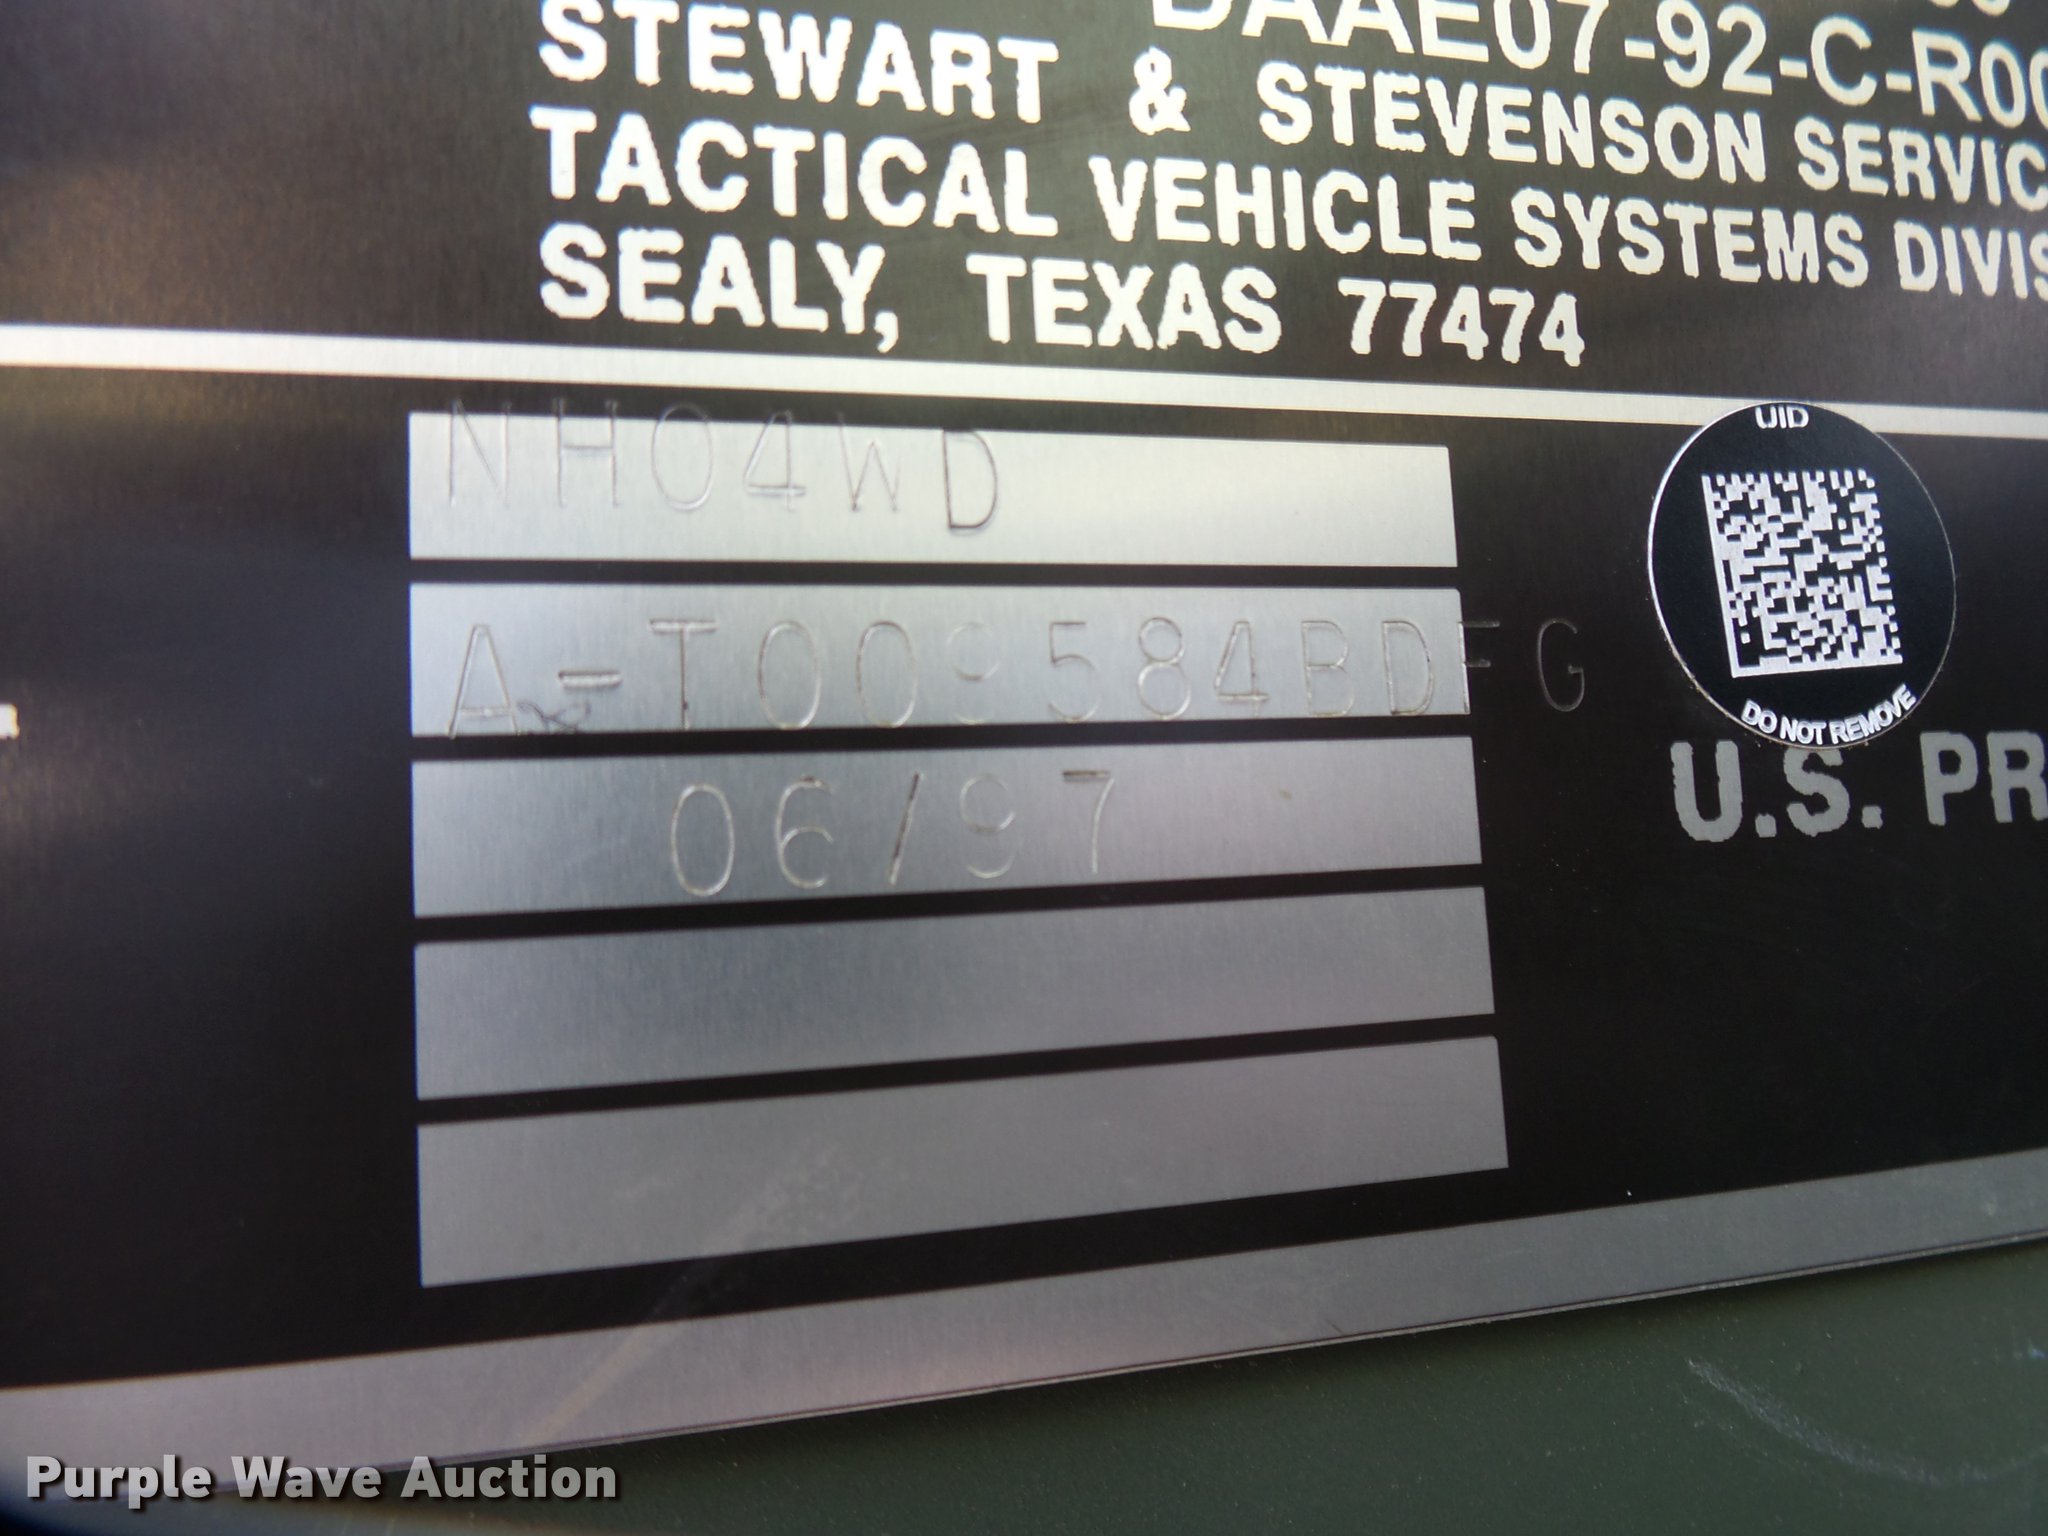 DAAE07-92-C-R00
STEWART & STEVENSON SERVIC
TACTICAL VEHICLE SYSTEMS DIVIS
SEALY, TEXAS 77474
NH04WD
UID
A-T009584BDFG
DO NOT REMOVE
U.S. PR
06/97
Purple Wave Auction